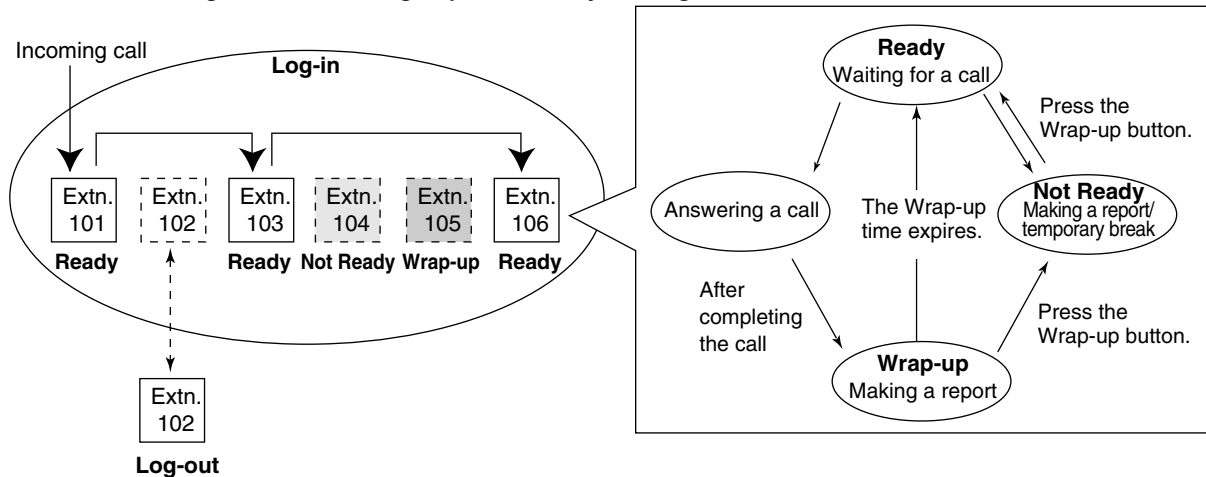 Incoming call
Log-in
Extn.
101
Extn.
102
Extn.
103
Extn.
104
Extn.
105
Extn.
106
Ready
Ready
Not Ready
Wrap-up
Ready
Extn.
102
Log-out
Ready
Waiting for a call
Press the
Wrap-up button.
Answering a call
The Wrap-up
time expires.
Not Ready
Making a report/
temporary break
After
completing
the call
Press the
Wrap-up button.
Wrap-up
Making a report